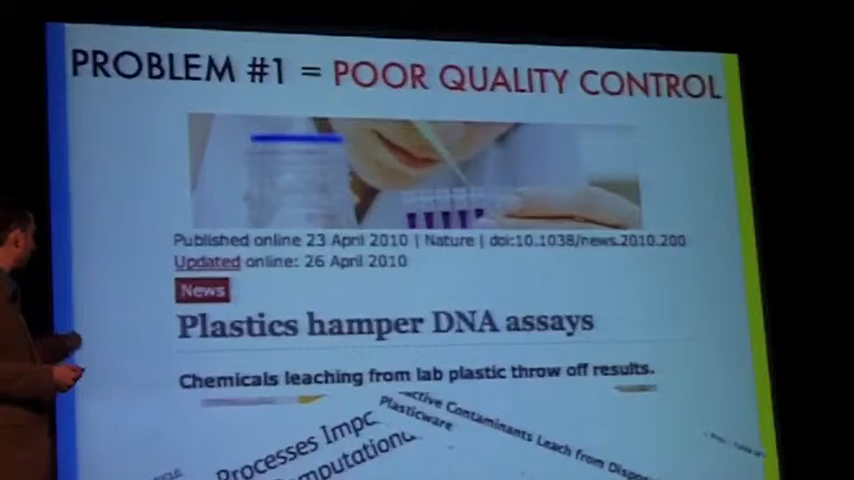 PROBLEM #1 = POOR QUALITY CONTROL
Published online 23 April 2010 | Nature | doi:10.1038/news.2010.200
Updated online: 26 April 2010
News
Plastics hamper DNA assays
Chemicals leaching from lab plastic throw off results.
Contaminants Leach from
Plasticware
Processes